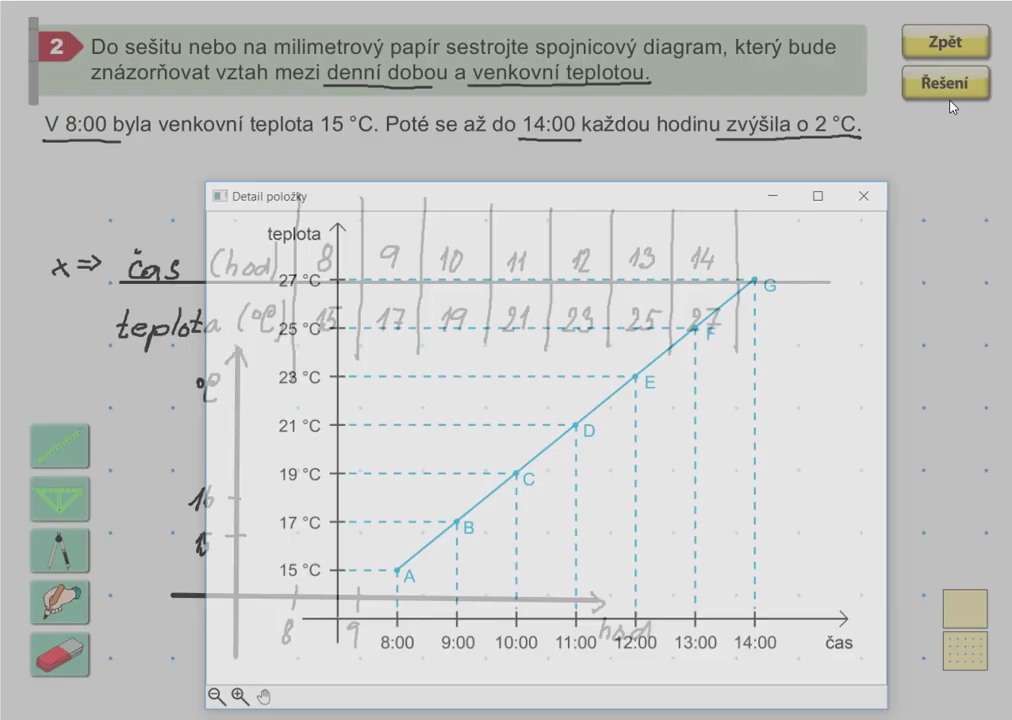 2 Do sešitu nebo na milimetrový papír sestrojte spojnicový diagram, který bude
znázorňovat vztah mezi denní dobou a venkovní teplotou.
Zpět
Řešení
V 8:00 byla venkovní teplota 15 °C. Poté se až do 14:00 každou hodinu zvýšila o 2 °C.
Detail položky
teplota
x => čas (hod) 8 9 10 11 12 13 14
27 °C G
teplota (°C) 15 17 19 21 23 25 27
25 °C F
°C
23 °C E
21 °C D
19 °C C
16
17 °C B
15
15 °C A
8 9 hod
8:00 9:00 10:00 11:00 12:00 13:00 14:00 čas